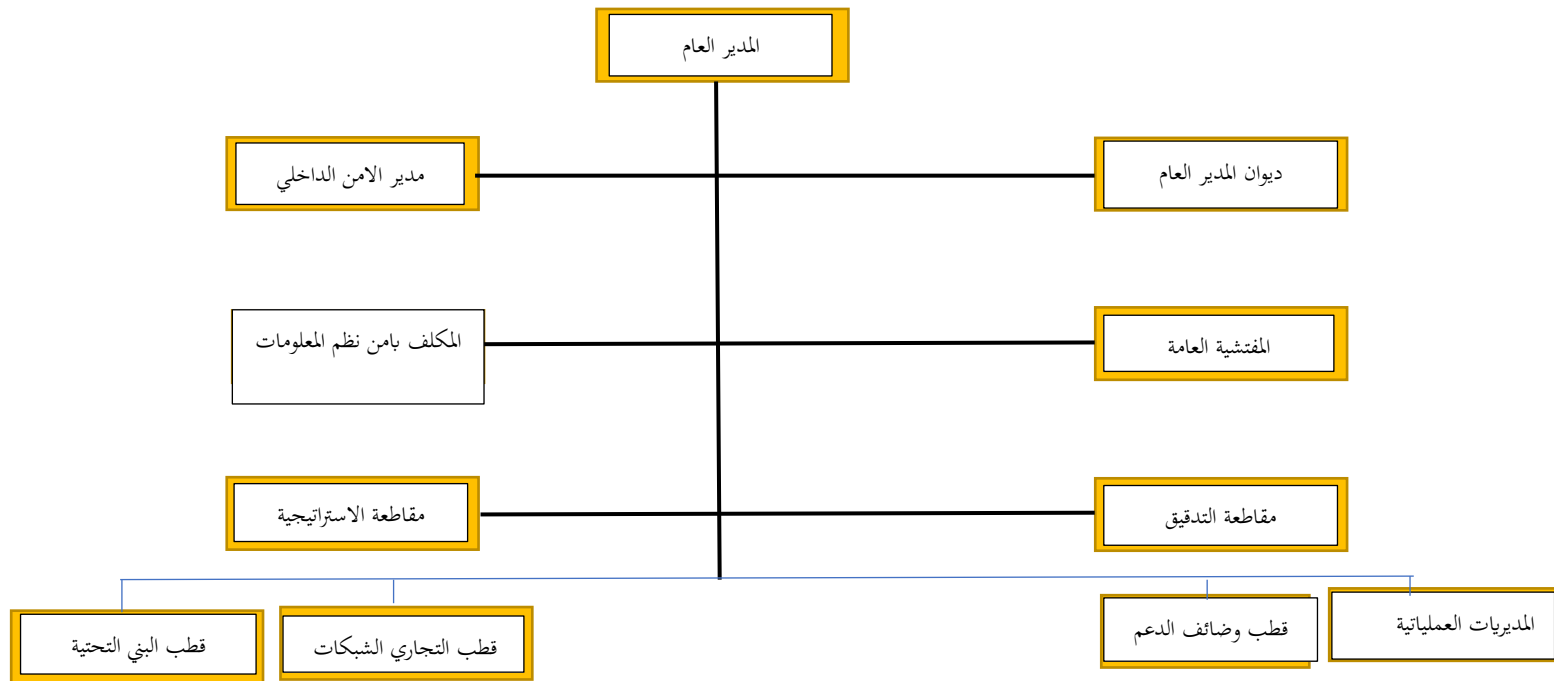 المدير العام
ديوان المدير العام
مدير الامن الداخلي
المفتشية العامة
المكلف بامن نظم المعلومات
مقاطعة التدقيق
مقاطعة الاستراتيجية
المديريات العملياتية
قطب وضائف الدعم
قطب التجاري الشبكات
قطب البني التحتية